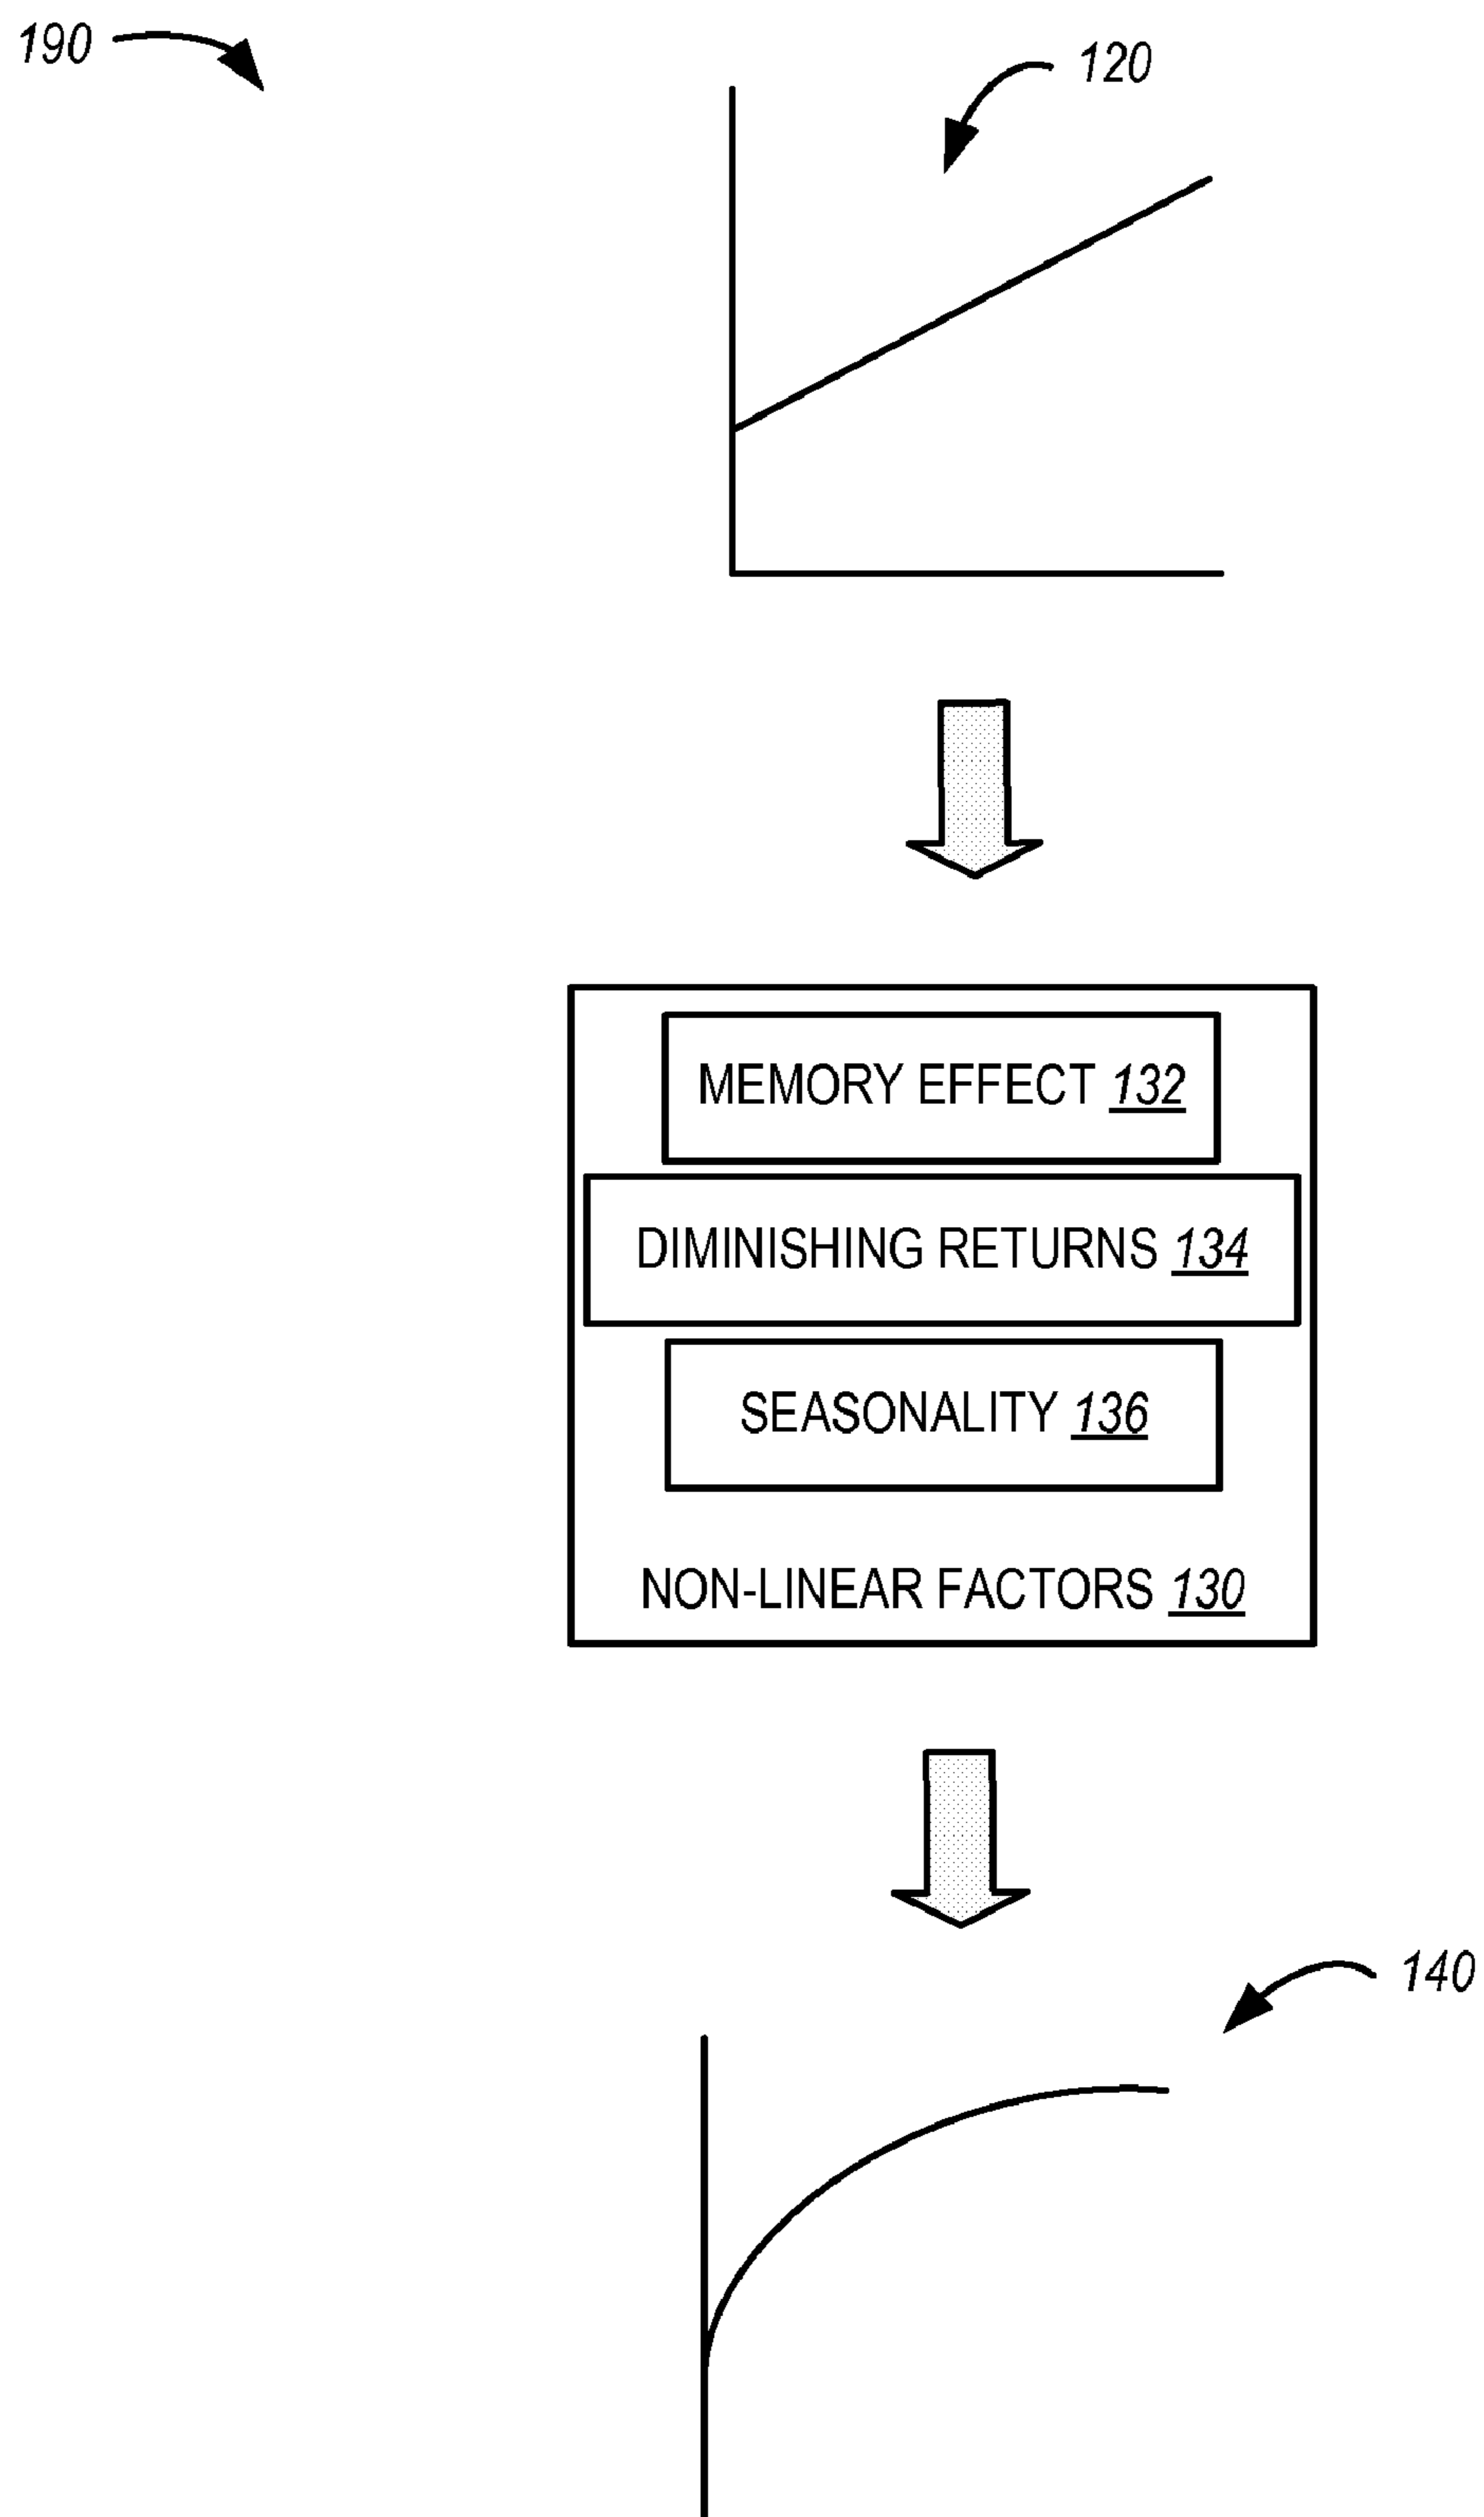 190
120
MEMORY EFFECT 132
DIMINISHING RETURNS 134
SEASONALITY 136
NON-LINEAR FACTORS 130
140